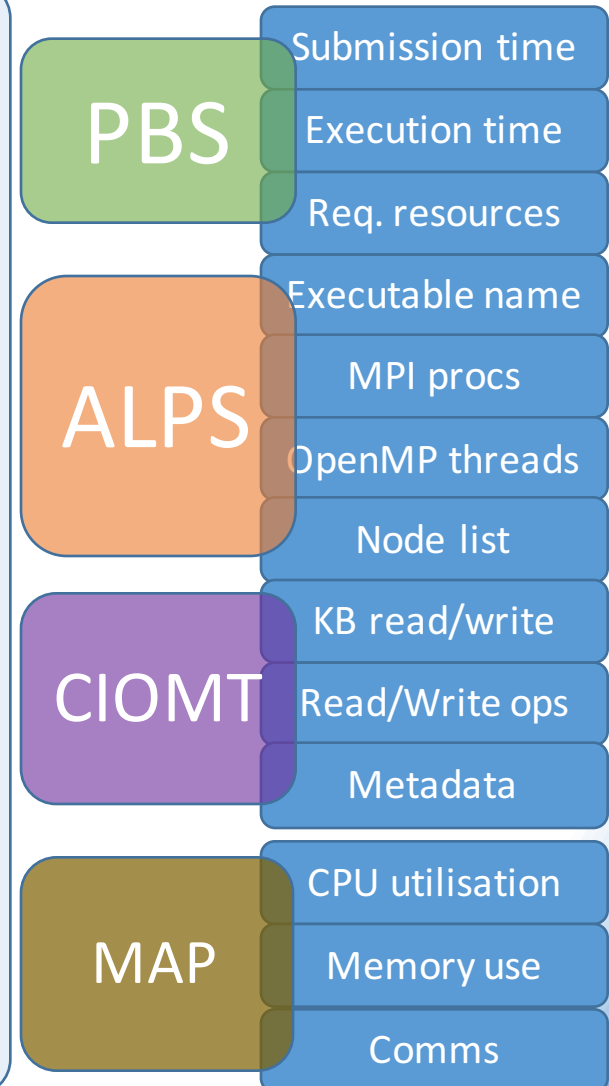 PBS
Submission time
Execution time
Req. resources
ALPS
Executable name
MPI procs
OpenMP threads
Node list
CIOMT
KB read/write
Read/Write ops
Metadata
MAP
CPU utilisation
Memory use
Comms